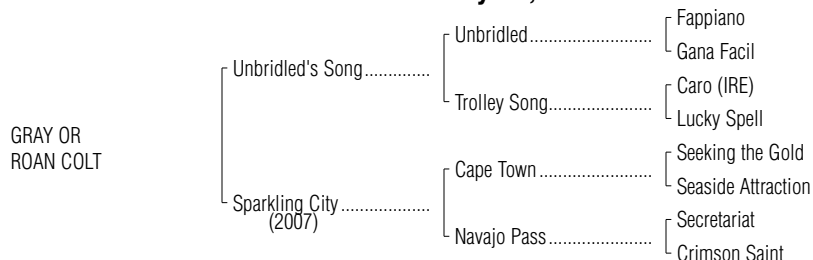 Fappiano
Unbridled..........................
Gana Facil
Unbridled's Song..............
Caro (IRE)
Trolley Song......................
Lucky Spell
GRAY OR
ROAN COLT
Seeking the Gold
Cape Town........................
Seaside Attraction
Sparkling City...................
(2007)
Secretariat
Navajo Pass......................
Crimson Saint